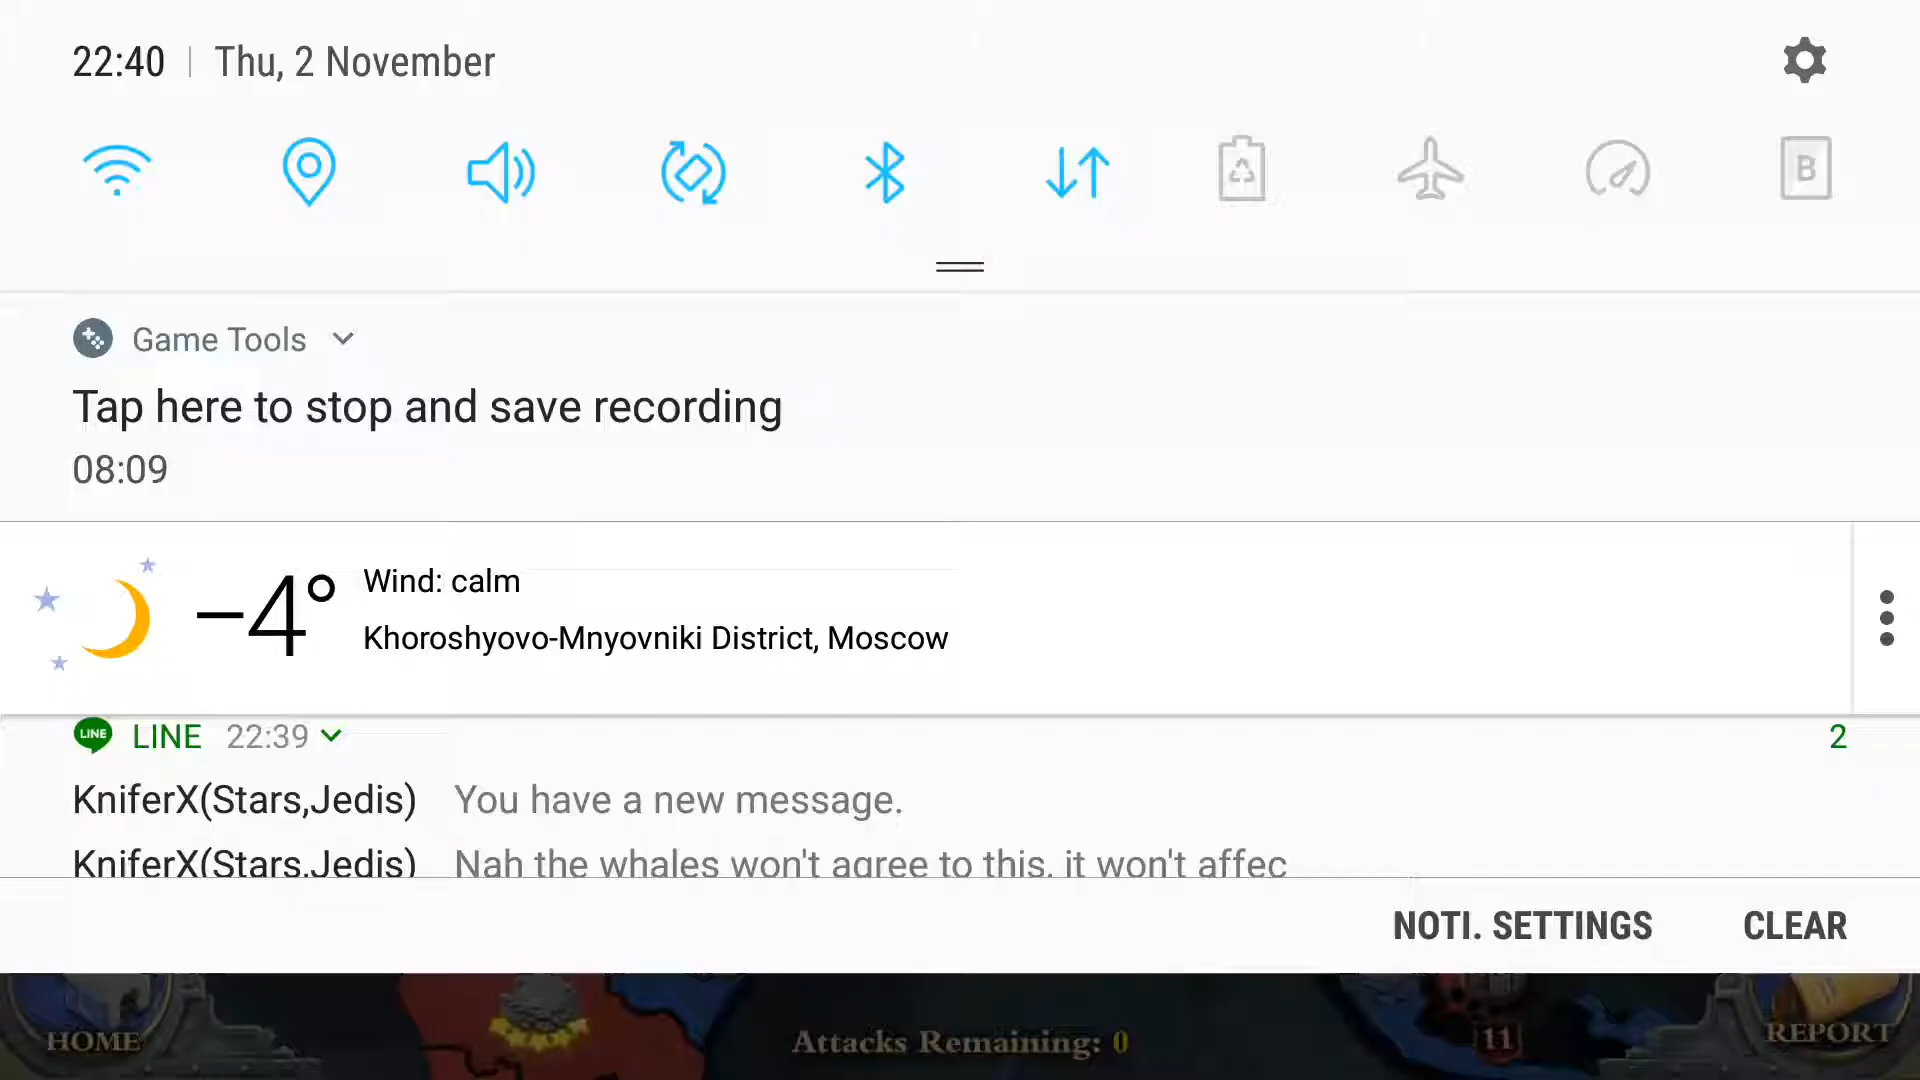 22:40 | Thu, 2 November
B
Game Tools
Tap here to stop and save recording
08:09
−4°
Wind: calm
Khoroshyovo-Mnyovniki District, Moscow
LINE LINE 22:39 2
KniferX(Stars,Jedis) You have a new message.
KniferX(Stars,Jedis) Nah the whales won't agree to this. it won't affec
NOTI. SETTINGS CLEAR
HOME Attacks Remaining: 0 11 REPORT